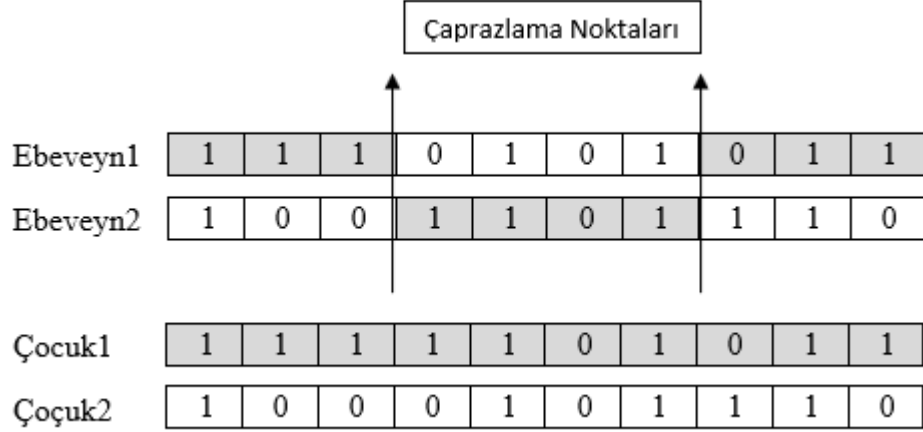 Çaprazlama Noktaları
Ebeveyn1 1 1 1 0 1 0 1 0 1 1
Ebeveyn2 1 0 0 1 1 0 1 1 1 0
Çocuk1 1 1 1 1 1 0 1 0 1 1
Çoçuk2 1 0 0 0 1 0 1 1 1 0